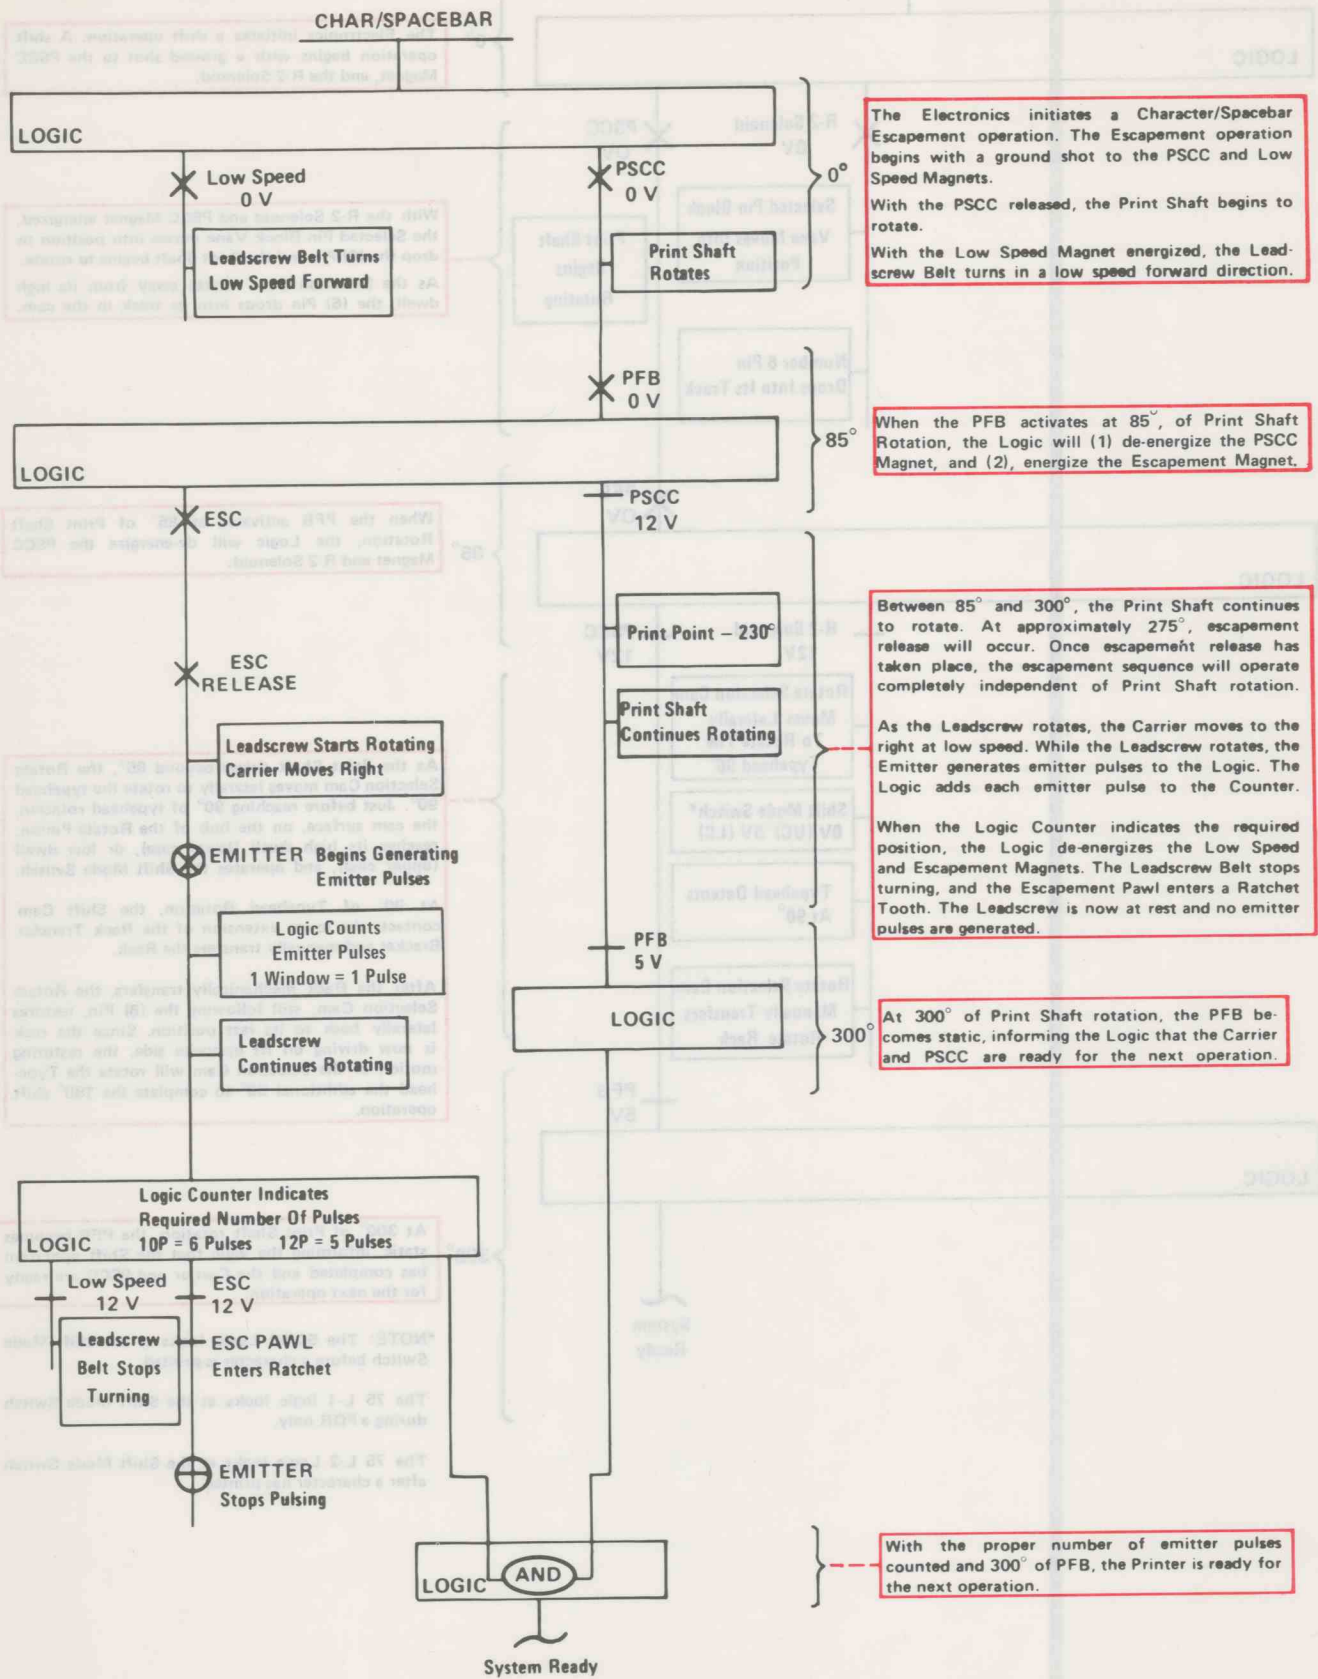 CHAR/SPACEBAR
LOGIC
Low Speed
0 V
PSCC
0 V
Leadscrew Belt Turns
Low Speed Forward
Print Shaft
Rotates
0°
The Electronics initiates a Character/Spacebar
Escapement operation. The Escapement operation
begins with a ground shot to the PSCC and Low
Speed Magnets.
With the PSCC released, the Print Shaft begins to
rotate.
With the Low Speed Magnet energized, the Lead-
screw Belt turns in a low speed forward direction.
PFB
0 V
LOGIC
85°
When the PFB activates at 85°, of Print Shaft
Rotation, the Logic will (1) de-energize the PSCC
Magnet, and (2), energize the Escapement Magnet.
ESC
PSCC
12 V
Print Point – 230°
ESC
RELEASE
Print Shaft
Continues Rotating
Leadscrew Starts Rotating
Carrier Moves Right
EMITTER Begins Generating
Emitter Pulses
Logic Counts
Emitter Pulses
1 Window = 1 Pulse
Between 85° and 300°, the Print Shaft continues
to rotate. At approximately 275°, escapement
release will occur. Once escapement release has
taken place, the escapement sequence will operate
completely independent of Print Shaft rotation.
As the Leadscrew rotates, the Carrier moves to the
right at low speed. While the Leadscrew rotates, the
Emitter generates emitter pulses to the Logic. The
Logic adds each emitter pulse to the Counter.
When the Logic Counter indicates the required
position, the Logic de-energizes the Low Speed
and Escapement Magnets. The Leadscrew Belt stops
turning, and the Escapement Pawl enters a Ratchet
Tooth. The Leadscrew is now at rest and no emitter
pulses are generated.
PFB
5 V
LOGIC
300°
At 300° of Print Shaft rotation, the PFB be-
comes static, informing the Logic that the Carrier
and PSCC are ready for the next operation.
Leadscrew
Continues Rotating
Logic Counter Indicates
Required Number Of Pulses
10P = 6 Pulses 12P = 5 Pulses
LOGIC
Low Speed
12 V
ESC
12 V
Leadscrew
Belt Stops
Turning
ESC PAWL
Enters Ratchet
EMITTER
Stops Pulsing
LOGIC
AND
With the proper number of emitter pulses
counted and 300° of PFB, the Printer is ready for
the next operation.
System Ready